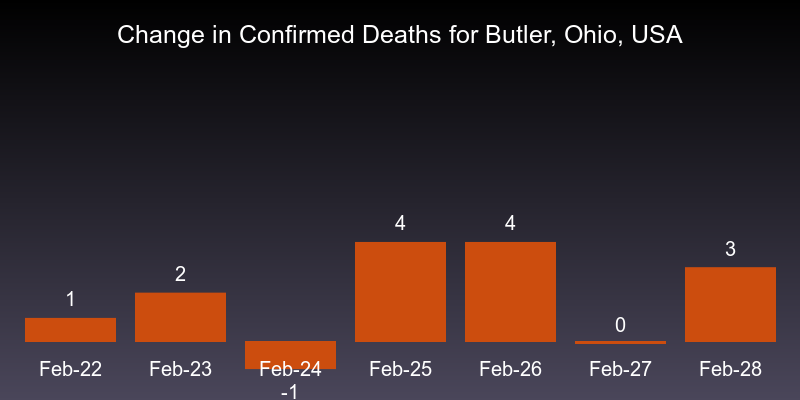 Change in Confirmed Deaths for Butler, Ohio, USA
1
2
4
4
0
3
Feb-22
Feb-23
Feb-24
Feb-25
Feb-26
Feb-27
Feb-28
-1